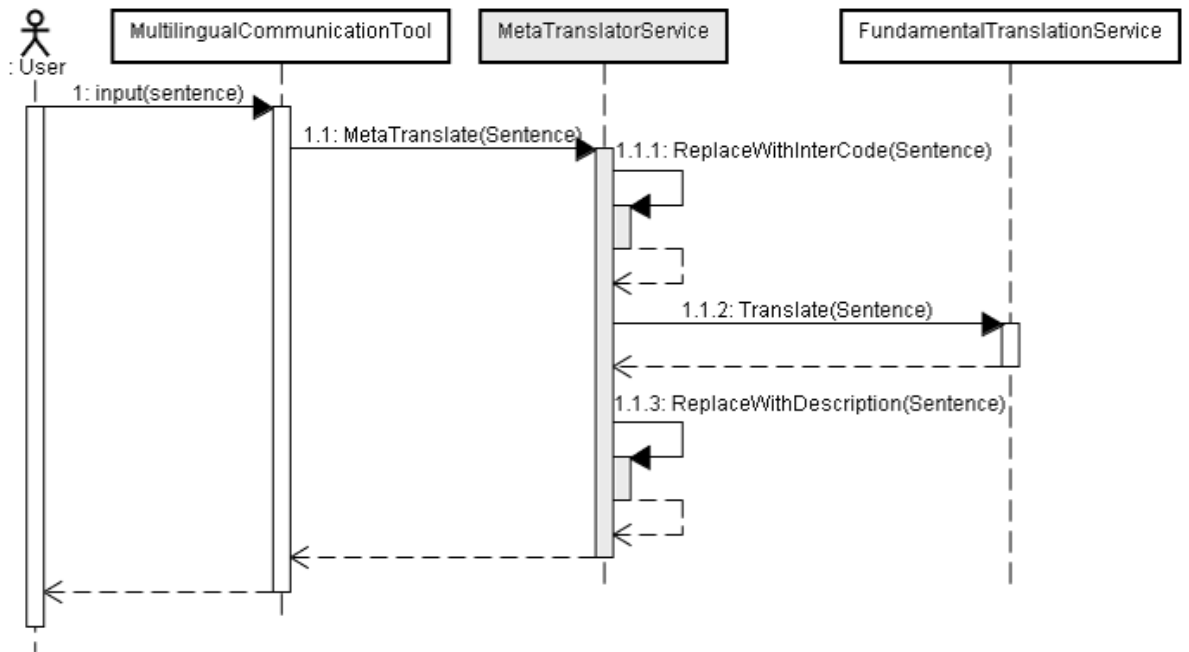 MultilingualCommunicationTool
MetaTranslatorService
FundamentalTranslationService
: User
1: input(sentence)
1.1: MetaTranslate(Sentence)
1.1.1: ReplaceWithInterCode(Sentence)
1.1.2: Translate(Sentence)
1.1.3: ReplaceWithDescription(Sentence)